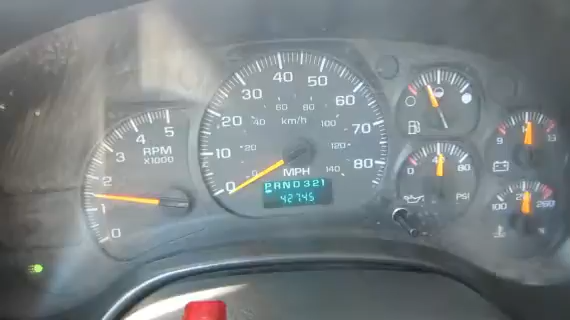 0 1 2 3 4 5
RPM
X1000
0 10 20 30 40 50 60 70 80
20 40 60 80 100 120 140
km/h
MPH
PRND321
42745
0 40 80
PSI
9 13
100 260